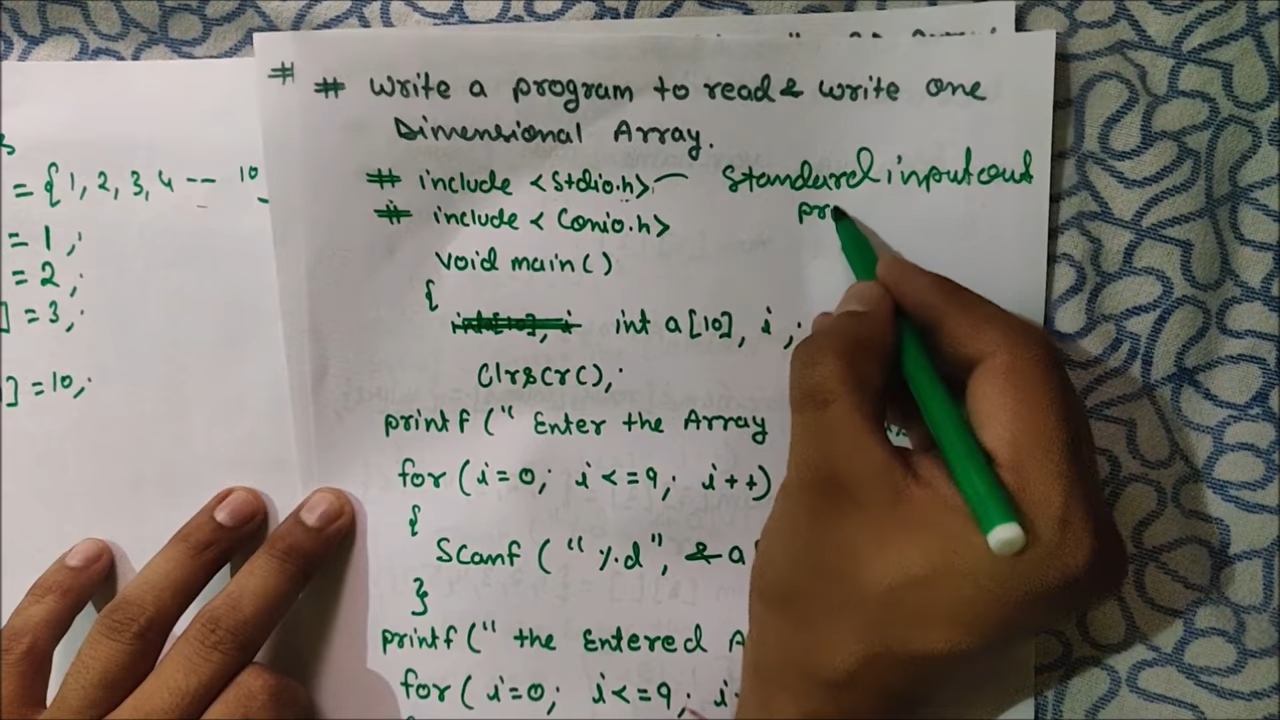 # # write a program to read & write one
Dimensional Array.
# include <Stdio.h> standard input out
# include < Conio.h>
void main()
{
int a[10], i ;
Clrscr();
printf (" Enter the Array
for (i=0; i<=9; i++)
{
Scanf ("%d", & a
}
printf (" the Entered A
for ( i=0; i<=9; i
= {1, 2, 3, 4 -- 10
= 1;
= 2;
] = 3;
] = 10;